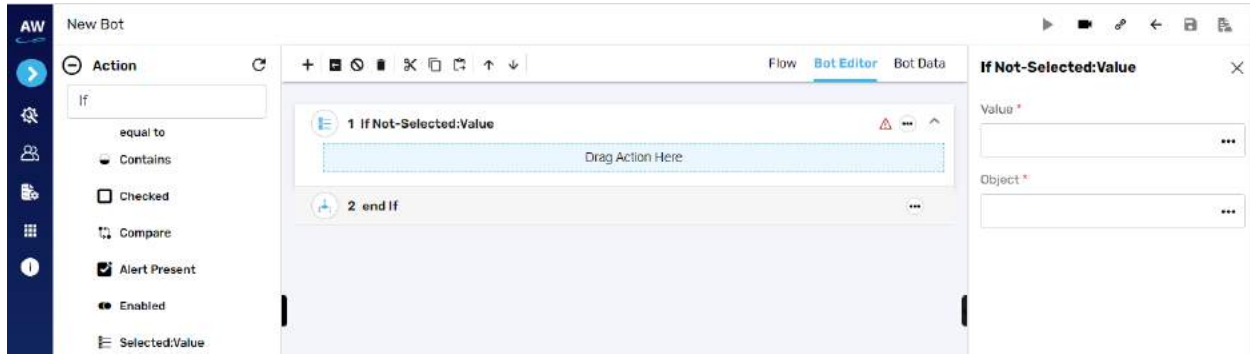 AW
New Bot
Action
If
equal to
Contains
Checked
Compare
Alert Present
Enabled
Selected:Value
Flow Bot Editor Bot Data
1 If Not-Selected:Value
Drag Action Here
2 end If
If Not-Selected:Value
Value *
Object *